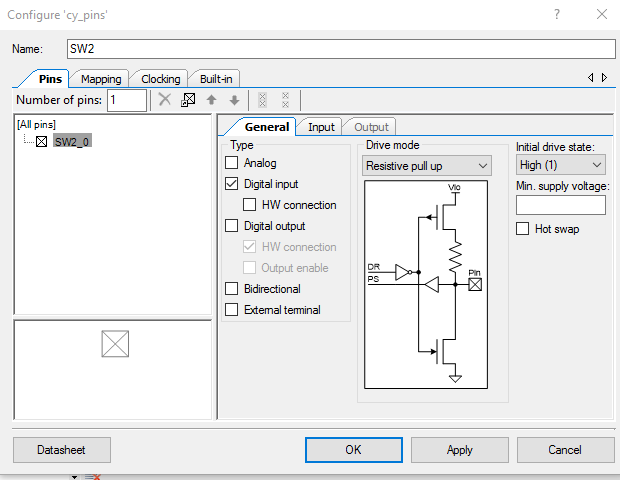 Configure 'cy_pins'
?
Name: SW2
Pins Mapping Clocking Built-in
Number of pins: 1
[All pins]
SW2_0
General Input Output
Type
Analog
Digital input
HW connection
Digital output
HW connection
Output enable
Bidirectional
External terminal
Drive mode
Resistive pull up
Vio
DR
PS
Pin
Initial drive state:
High (1)
Min. supply voltage:
Hot swap
Datasheet OK Apply Cancel